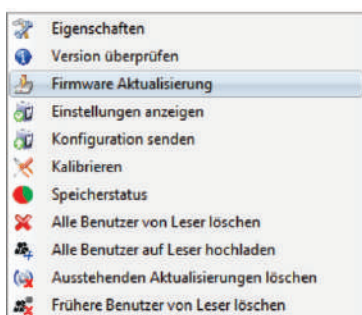 Eigenschaften
Version überprüfen
Firmware Aktualisierung
Einstellungen anzeigen
Konfiguration senden
Kalibrieren
Speicherstatus
Alle Benutzer von Leser löschen
Alle Benutzer auf Leser hochladen
Ausstehenden Aktualisierungen löschen
Frühere Benutzer von Leser löschen